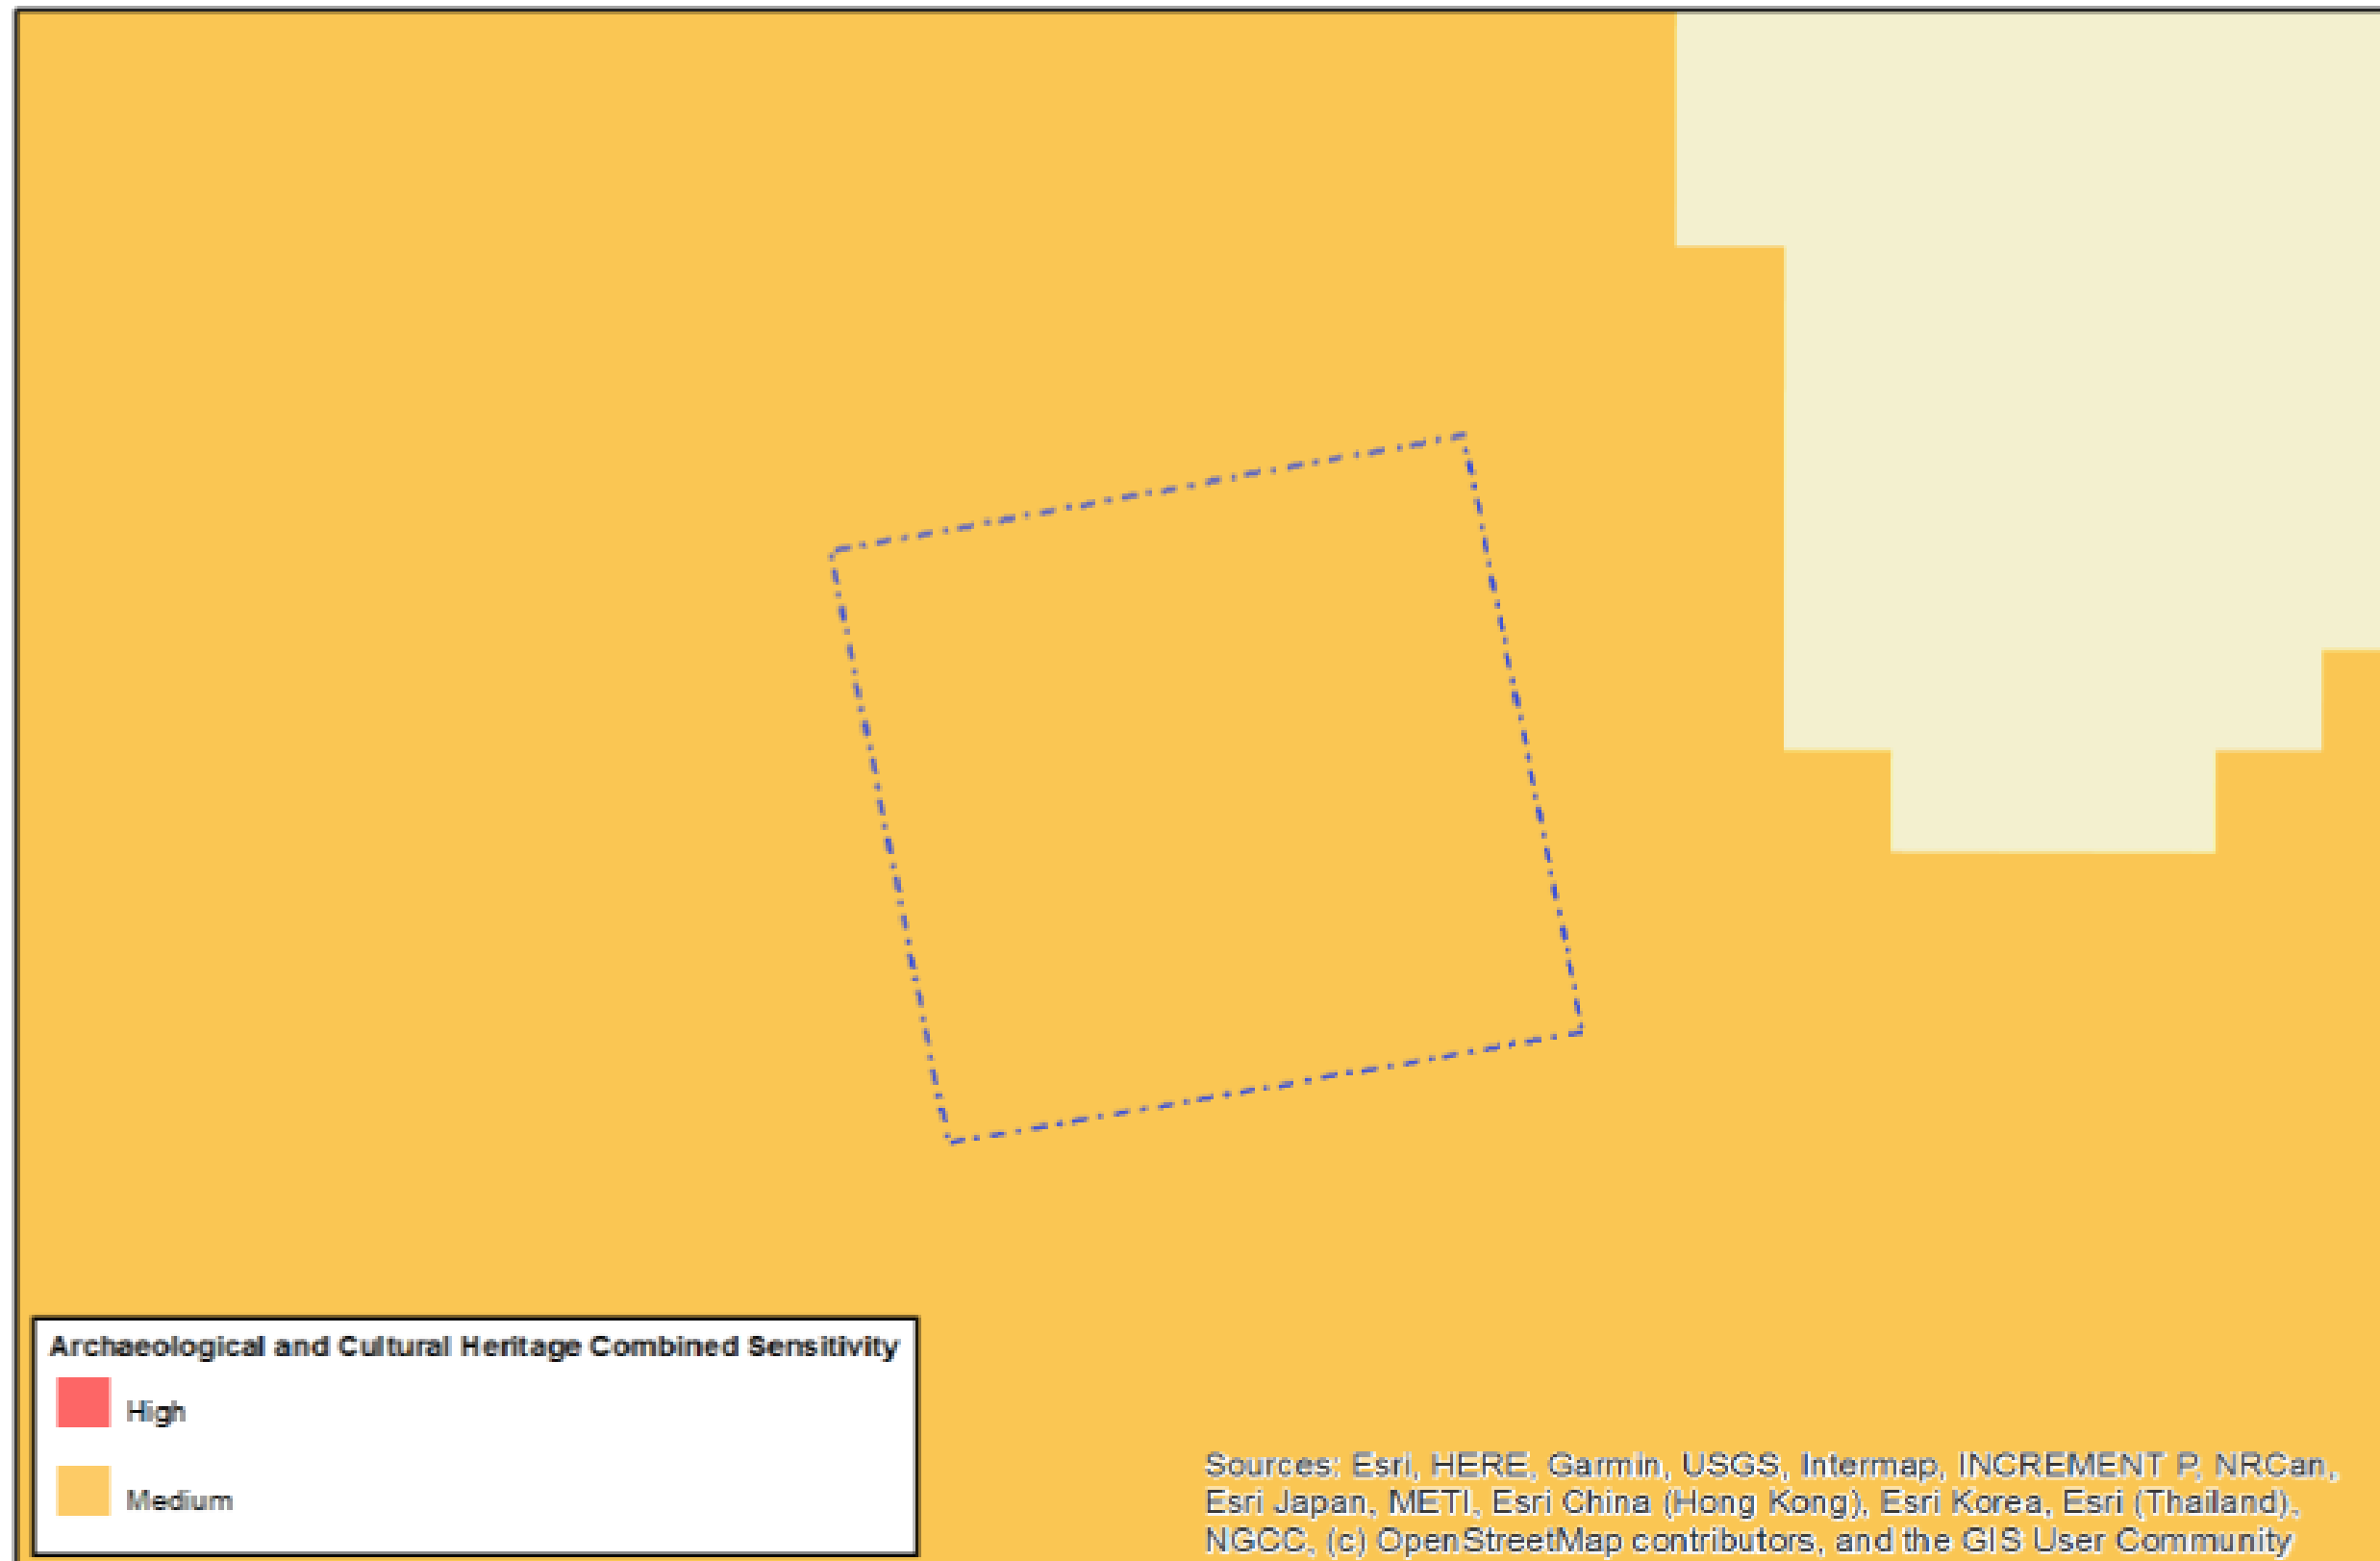 Archaeological and Cultural Heritage Combined Sensitivity
High
Medium
Sources: Esri, HERE, Garmin, USGS, Intermap, INCREMENT P, NRCan,
Esri Japan, METI, Esri China (Hong Kong), Esri Korea, Esri (Thailand),
NGCC, (c) OpenStreetMap contributors, and the GIS User Community